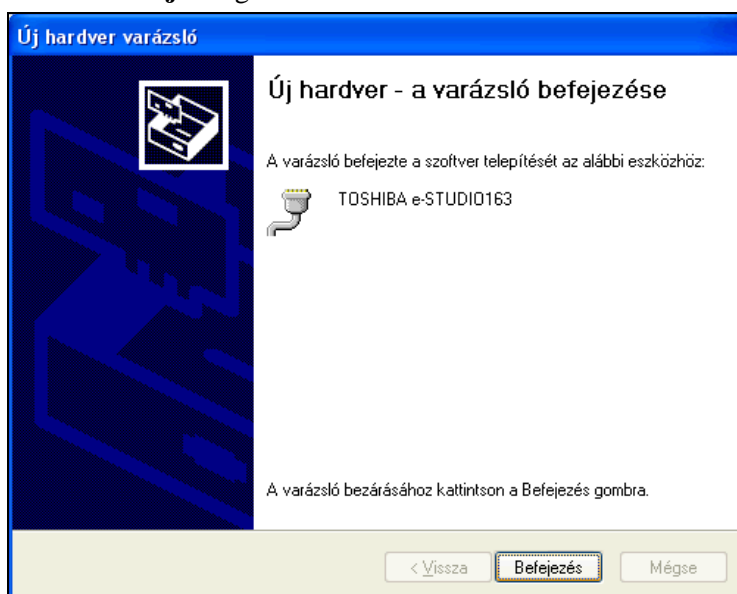 Új hardver varázsló
Új hardver - a varázsló befejezése
A varázsló befejezte a szoftver telepítését az alábbi eszközhöz:
TOSHIBA e-STUDIO163
A varázsló bezárásához kattintson a Befejezés gombra.
< Vissza Befejezés Mégse